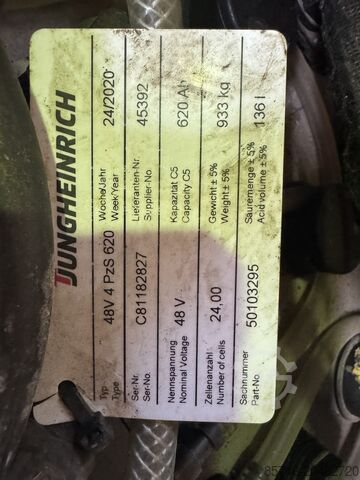 JUNGHEINRICH
Typ Woche/Jahr
Type Week/Year
48V 4 PzS 620 24/2020
Ser-Nr. Lieferanten-Nr.
Ser-No. Supplier-No.
C81182827 45392
Nennspannung Kapazität C5
Nominal Voltage Capacity C5
48 V 620 Ah
Zellenanzahl Gewicht ± 5%
Number of cells Weight ± 5%
24,00 933 kg
Sachnummer Säuremenge ± 5%
Part-No. Acid volume ± 5%
50103295 136 l